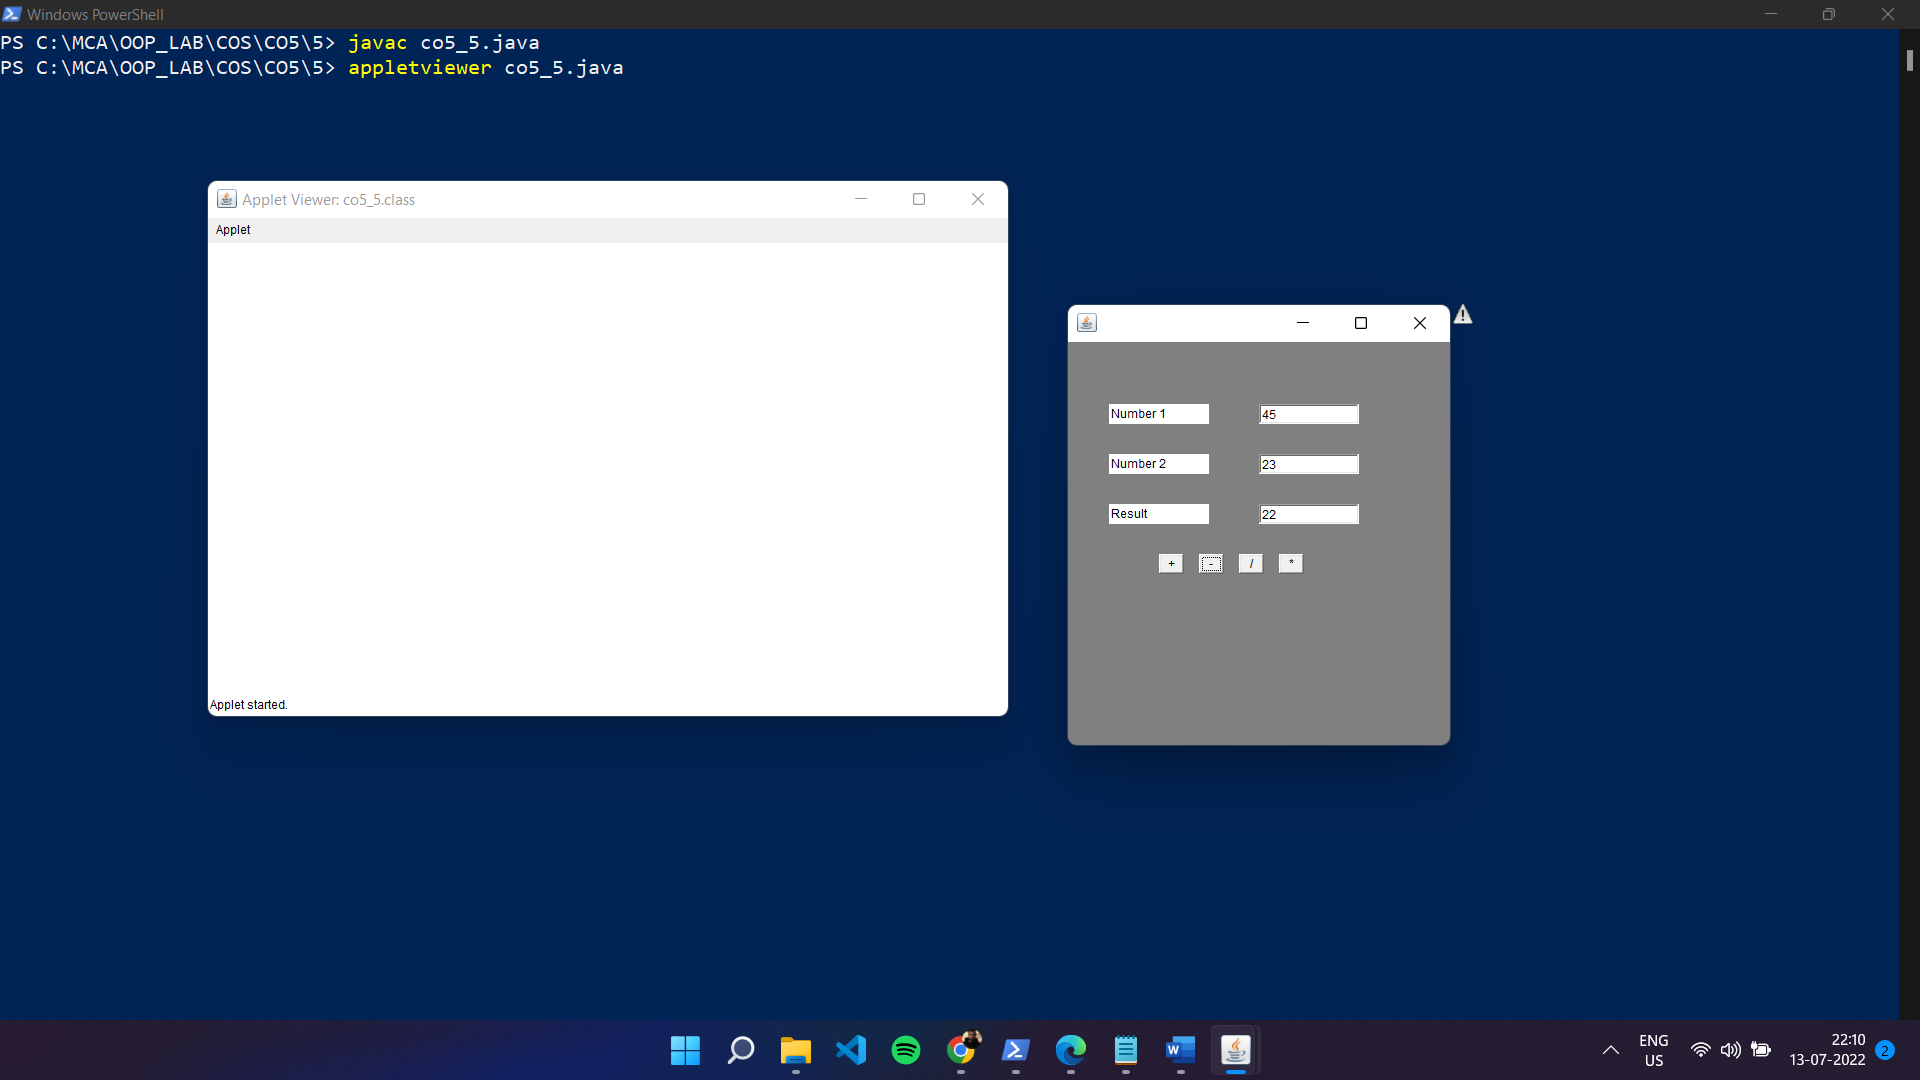 Windows PowerShell
PS C:\MCA\OOP_LAB\COS\CO5\5> javac co5_5.java
PS C:\MCA\OOP_LAB\COS\CO5\5> appletviewer co5_5.java
Applet Viewer: co5_5.class
Applet
Applet started.
Number 1 45
Number 2 23
Result 22
+ - / *
ENG
US
22:10
13-07-2022
2